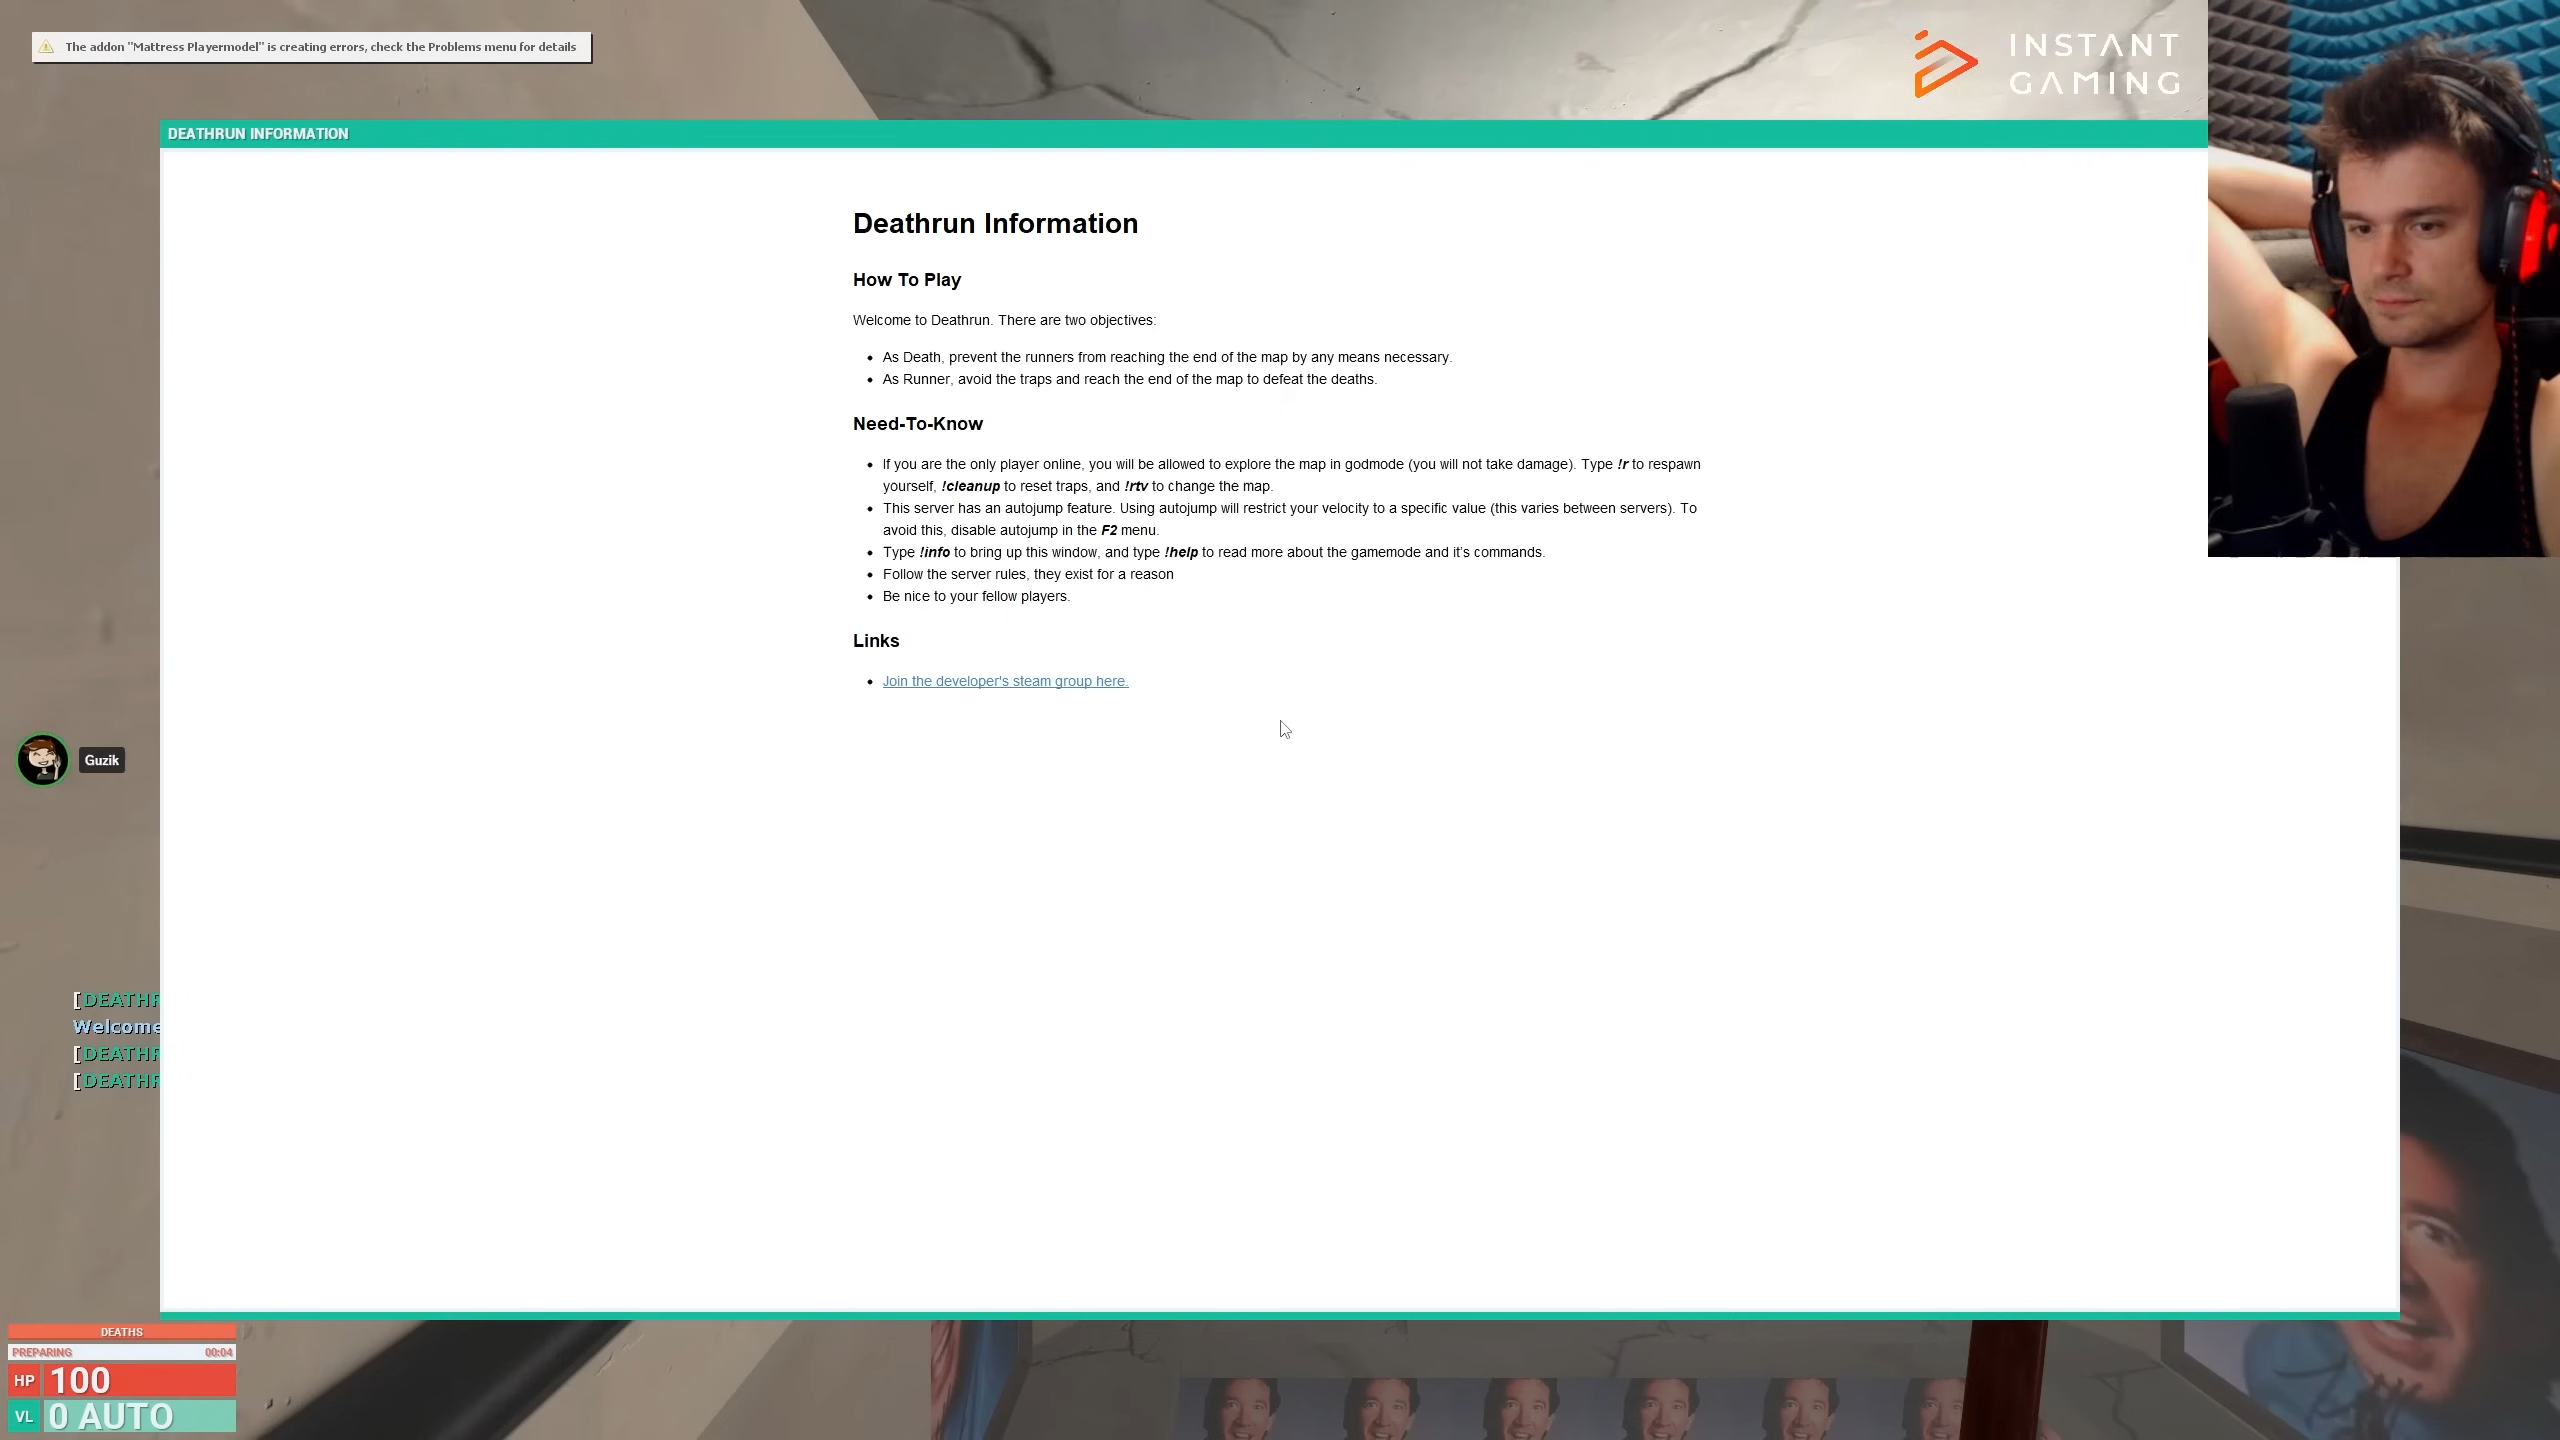 The addon "Mattress Playermodel" is creating errors, check the Problems menu for details
INSTANT
GAMING
DEATHRUN INFORMATION
Deathrun Information
How To Play
Welcome to Deathrun. There are two objectives:
• As Death, prevent the runners from reaching the end of the map by any means necessary.
• As Runner, avoid the traps and reach the end of the map to defeat the deaths.
Need-To-Know
• If you are the only player online, you will be allowed to explore the map in godmode (you will not take damage). Type !r to respawn
yourself, !cleanup to reset traps, and !rtv to change the map.
• This server has an autojump feature. Using autojump will restrict your velocity to a specific value (this varies between servers). To
avoid this, disable autojump in the F2 menu.
• Type !info to bring up this window, and type !help to read more about the gamemode and it's commands.
• Follow the server rules, they exist for a reason
• Be nice to your fellow players.
Links
• Join the developer's steam group here.
Guzik
[DEATHR
Welcome
[DEATHR
[DEATHR
DEATHS
PREPARING 00:04
HP 100
VL 0 AUTO